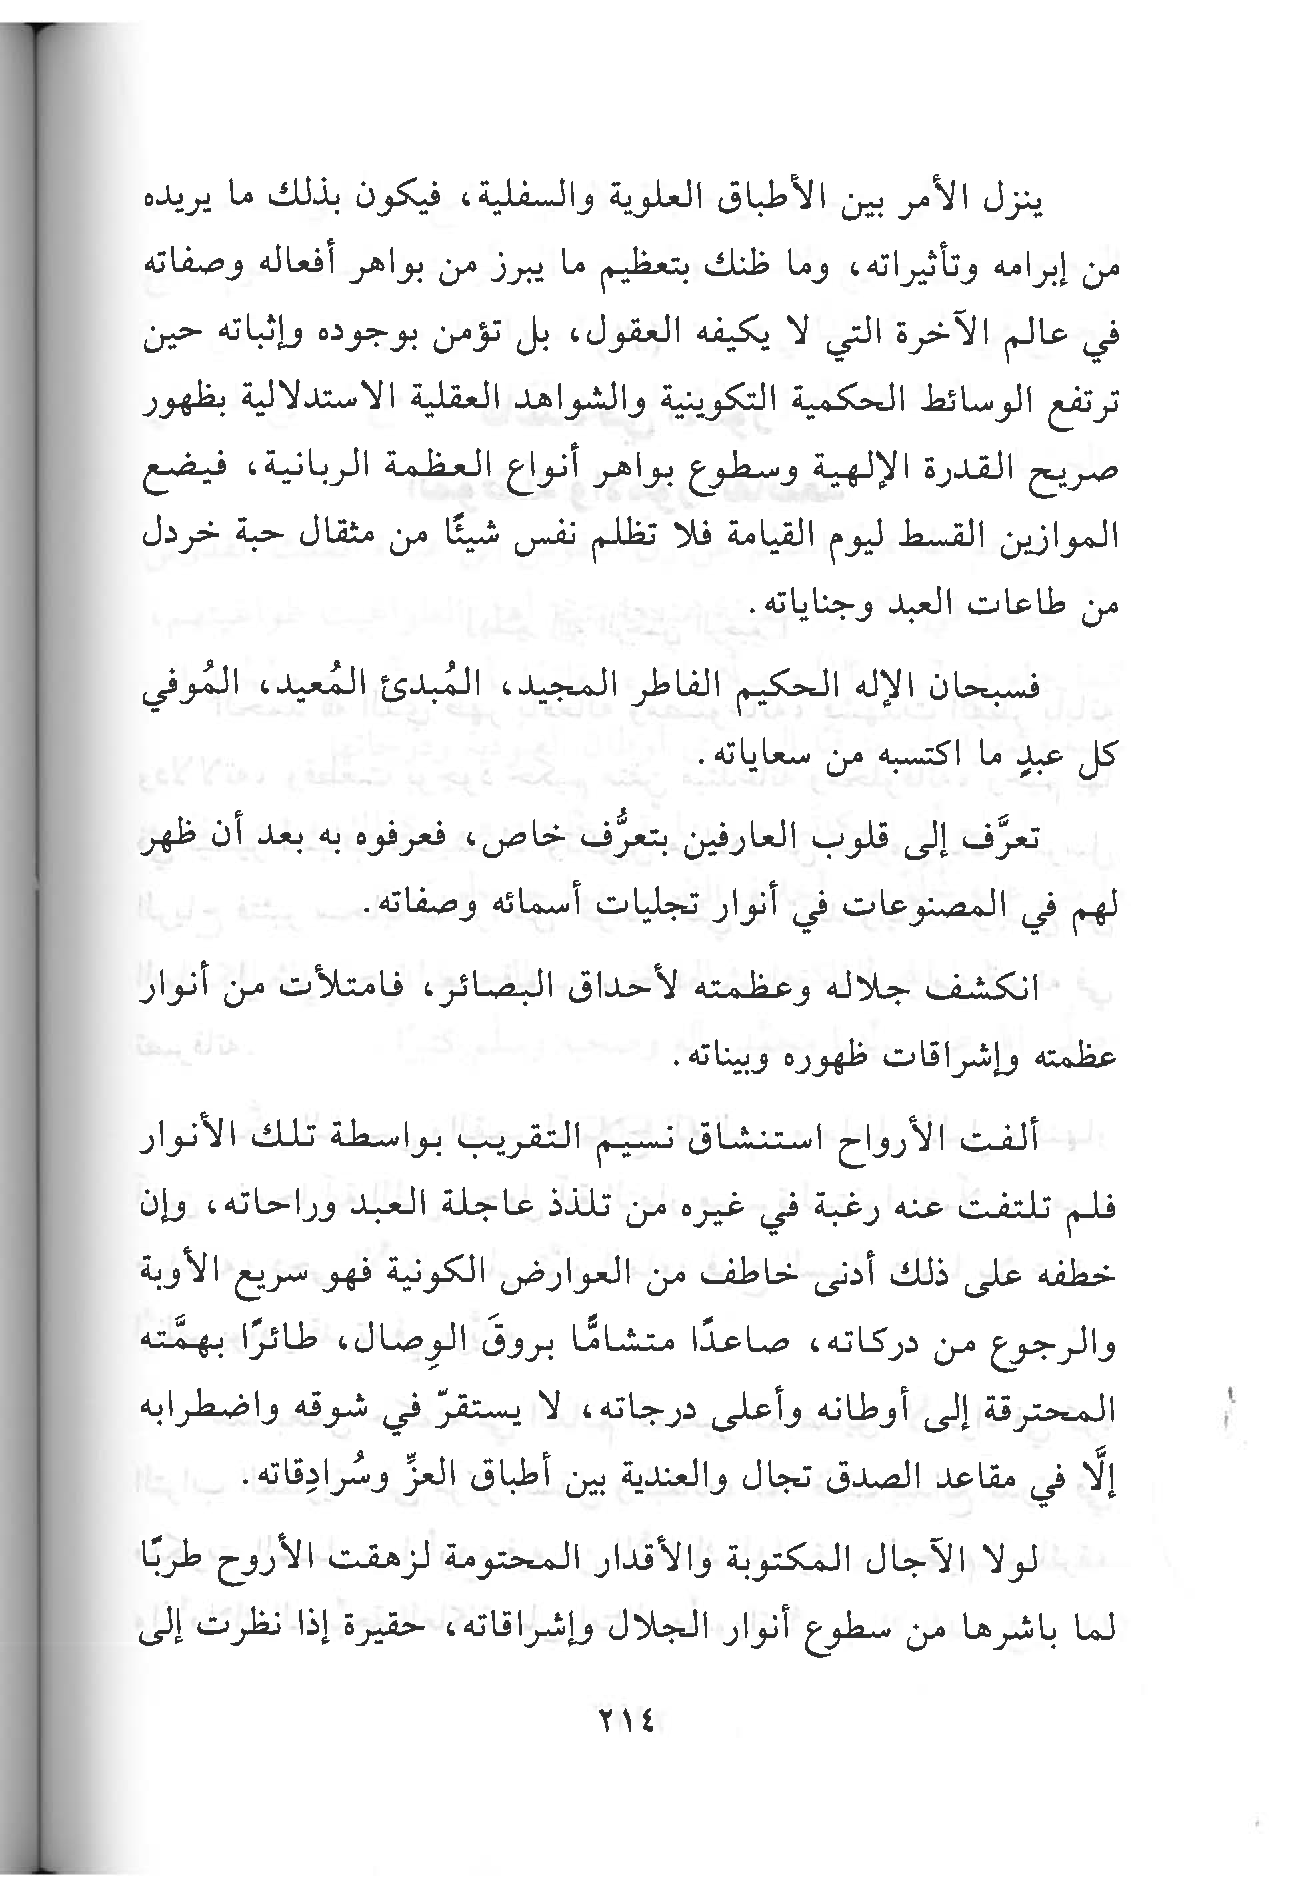 ينزل الأمر بين الأطباق العلوية والسفلية، فيكون بذلك ما يريده
من إبرامه وتأثيراته، وما ظنك بتعظيم ما يبرز من بواهر أفعاله وصفاته
في عالم الآخرة التي لا يكيفه العقول، بل تؤمن بوجوده وإثباته حين
ترتفع الوسائط الحكمية التكوينية والشواهد العقلية الاستدلالية بظهور
صريح القدرة الإلهية وسطوع بواهر أنواع العظمة الربانية، فيضع
الموازين القسط ليوم القيامة فلا تظلم نفس شيئًا من مثقال حبة خردل
من طاعات العبد وجناياته.
فسبحان الإله الحكيم الفاطر المجيد، المُبدئ المُعيد، المُوفي
كل عبدٍ ما اكتسبه من سعاياته.
تعرَّف إلى قلوب العارفين بتعرُّف خاص، فعرفوه به بعد أن ظهر
لهم في المصنوعات في أنوار تجليات أسمائه وصفاته.
انكشف جلاله وعظمته لأحداق البصائر، فامتلأت من أنوار
عظمته وإشراقات ظهوره وبيناته.
ألفت الأرواح استنشاق نسيم التقريب بواسطة تلك الأنوار
فلم تلتفت عنه رغبة في غيره من تلذذ عاجلة العبد وراحاته، وإن
خطفه على ذلك أدنى خاطف من العوارض الكونية فهو سريع الأوبة
والرجوع من دركاته، صاعدًا متشامًّا بروقَ الوِصال، طائرًا بهمَّته
المحترقة إلى أوطانه وأعلى درجاته، لا يستقرّ في شوقه واضطرابه
إلَّا في مقاعد الصدق تجال والعندية بين أطباق العزِّ وسُرادِقاته.
لولا الآجال المكتوبة والأقدار المحتومة لزهقت الأروح طربًا
لما باشرها من سطوع أنوار الجلال وإشراقاته، حقيرة إذا نظرت إلى
٢١٤